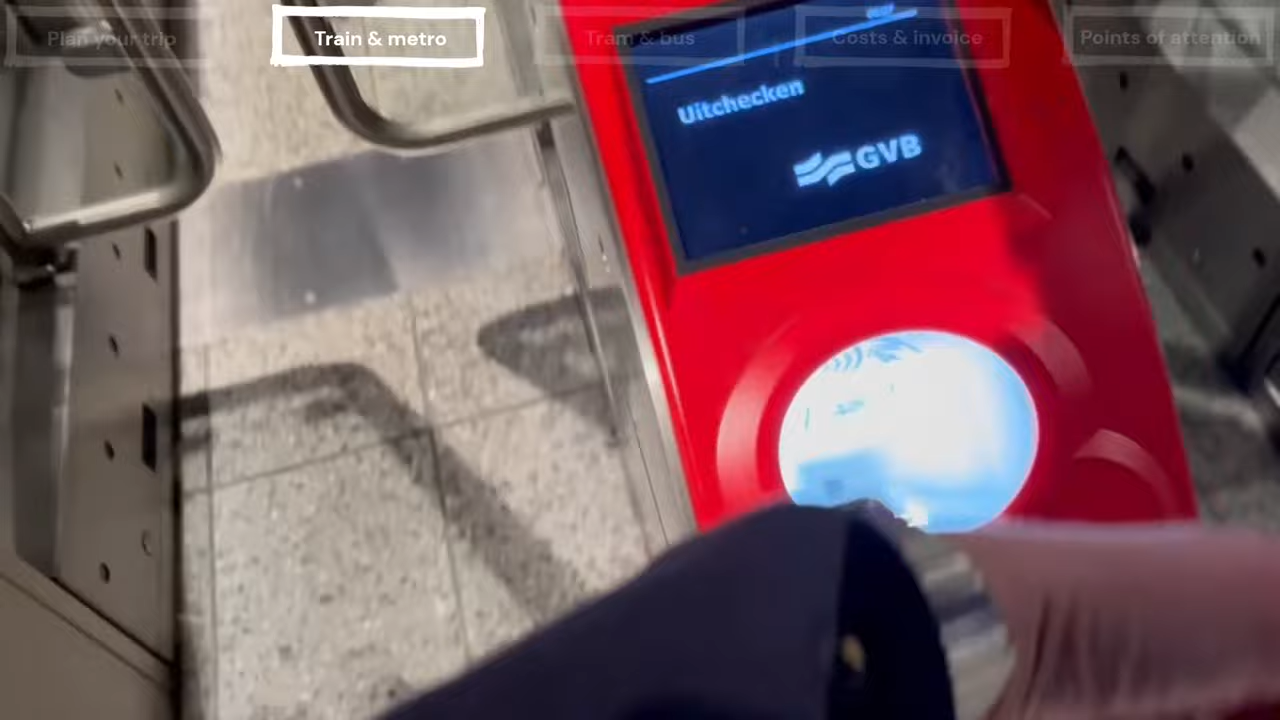 Plan your trip
Train & metro
Tram & bus
Costs & invoice
Points of attention
Uitchecken
GVB